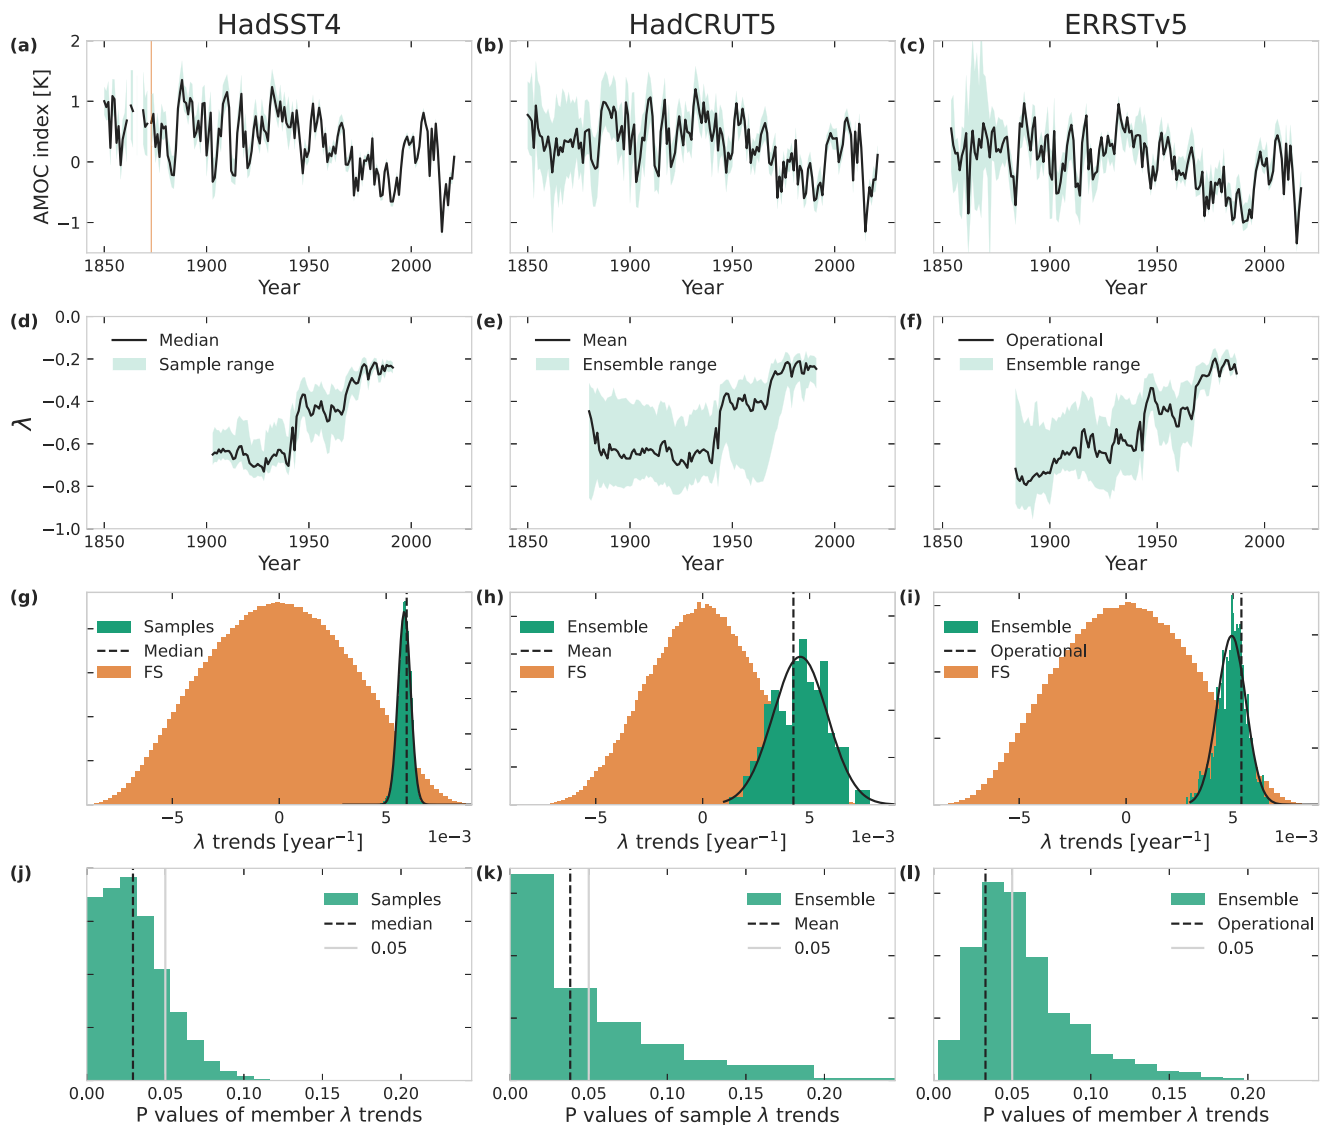 HadSST4 HadCRUT5 ERRSTv5
(a) (b) (c)
2
1
0
−1
AMOC index [K]
1850 1900 1950 2000 1850 1900 1950 2000 1850 1900 1950 2000
Year Year Year
(d) (e) (f)
0.0
−0.2
−0.4
−0.6
−0.8
−1.0
λ
Median
Sample range
Mean
Ensemble range
Operational
Ensemble range
1850 1900 1950 2000 1850 1900 1950 2000 1850 1900 1950 2000
Year Year Year
(g) (h) (i)
Samples
Median
FS
Ensemble
Mean
FS
Ensemble
Operational
FS
−5 0 5 −5 0 5 −5 0 5
λ trends [year⁻¹] 1e−3 λ trends [year⁻¹] 1e−3 λ trends [year⁻¹] 1e−3
(j) (k) (l)
Samples
median
0.05
Ensemble
Mean
0.05
Ensemble
Operational
0.05
0.00 0.05 0.10 0.15 0.20 0.00 0.05 0.10 0.15 0.20 0.00 0.05 0.10 0.15 0.20
P values of member λ trends P values of sample λ trends P values of member λ trends